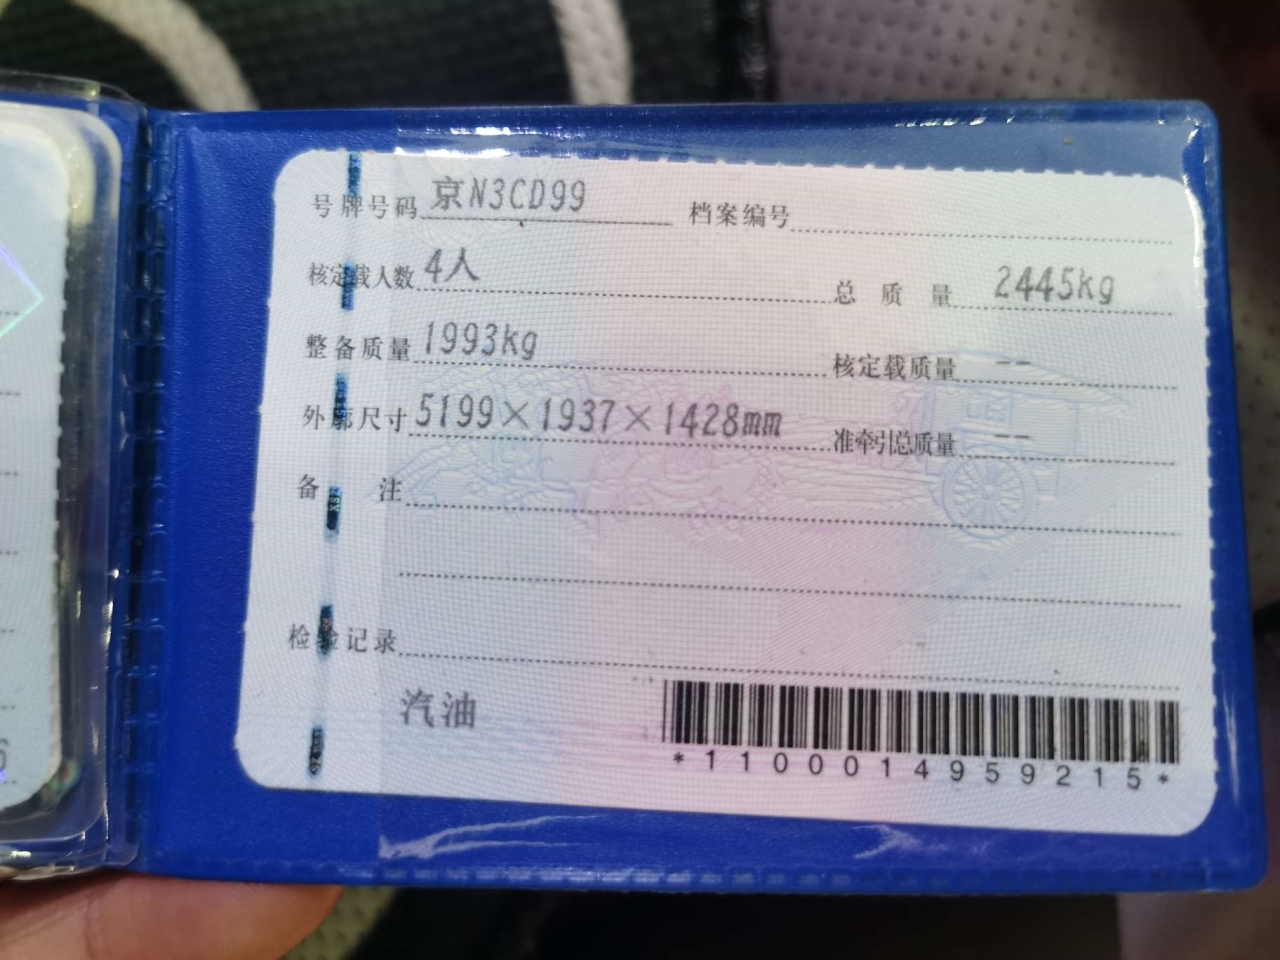 号牌号码 京N3CD99 档案编号
核定载人数 4人 总质量 2445kg
整备质量 1993kg 核定载质量 --
外廓尺寸 5199×1937×1428mm 准牵引总质量 --
备注
检验记录
汽油
*1100014959215*